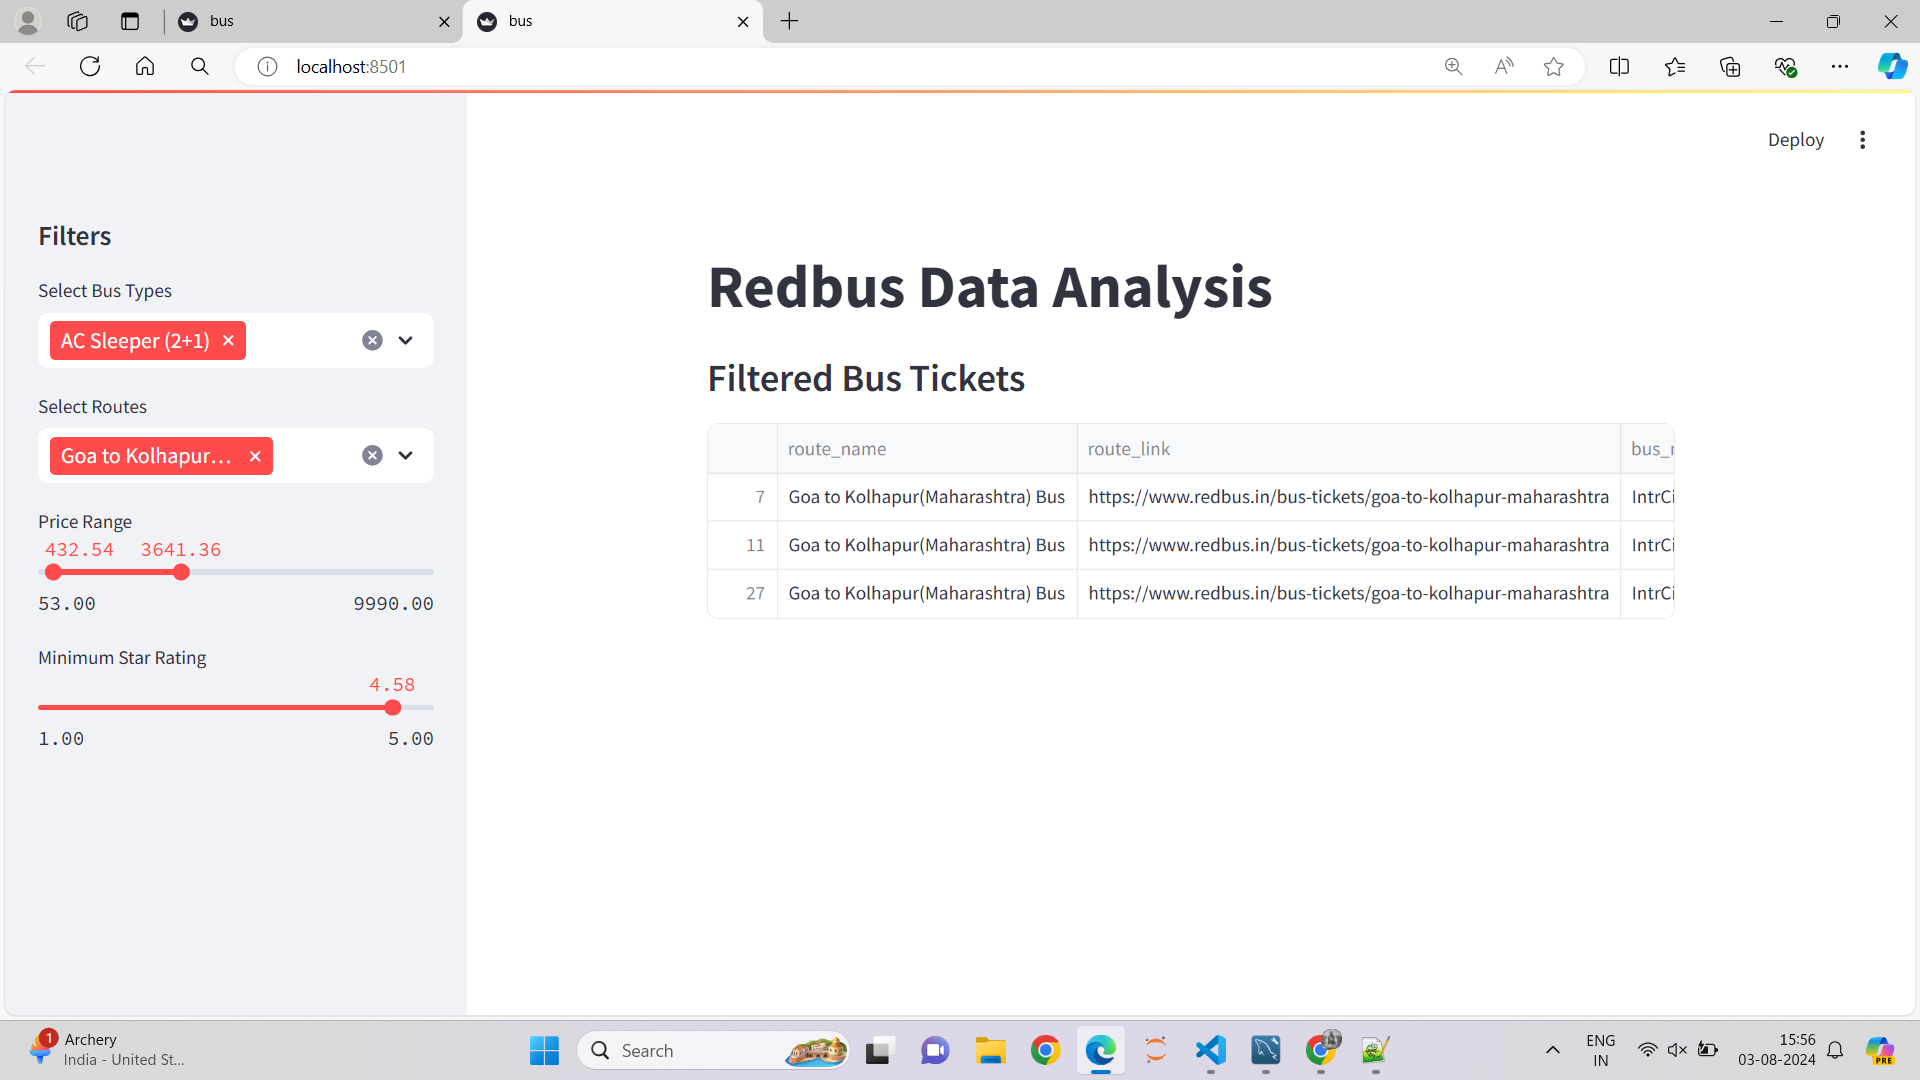 bus
bus
localhost:8501
Deploy
Filters
Select Bus Types
AC Sleeper (2+1)
Select Routes
Goa to Kolhapur...
Price Range
432.54 3641.36
53.00 9990.00
Minimum Star Rating
4.58
1.00 5.00
Redbus Data Analysis
Filtered Bus Tickets
route_name route_link
7 Goa to Kolhapur(Maharashtra) Bus https://www.redbus.in/bus-tickets/goa-to-kolhapur-maharashtra IntrCi
11 Goa to Kolhapur(Maharashtra) Bus https://www.redbus.in/bus-tickets/goa-to-kolhapur-maharashtra IntrCi
27 Goa to Kolhapur(Maharashtra) Bus https://www.redbus.in/bus-tickets/goa-to-kolhapur-maharashtra IntrCi
1
Archery
India - United St...
Search
ENG
IN
15:56
03-08-2024
PRE